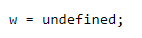 w = undefined;